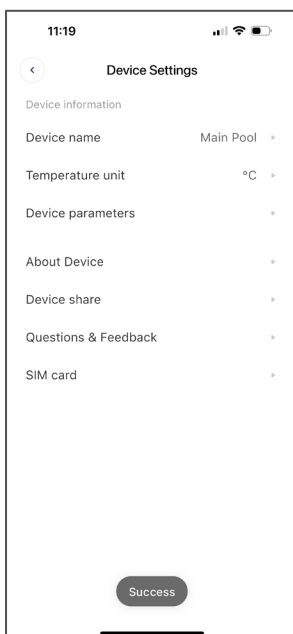 11:19
Device Settings
Device information
Device name Main Pool
Temperature unit °C
Device parameters
About Device
Device share
Questions & Feedback
SIM card
Success